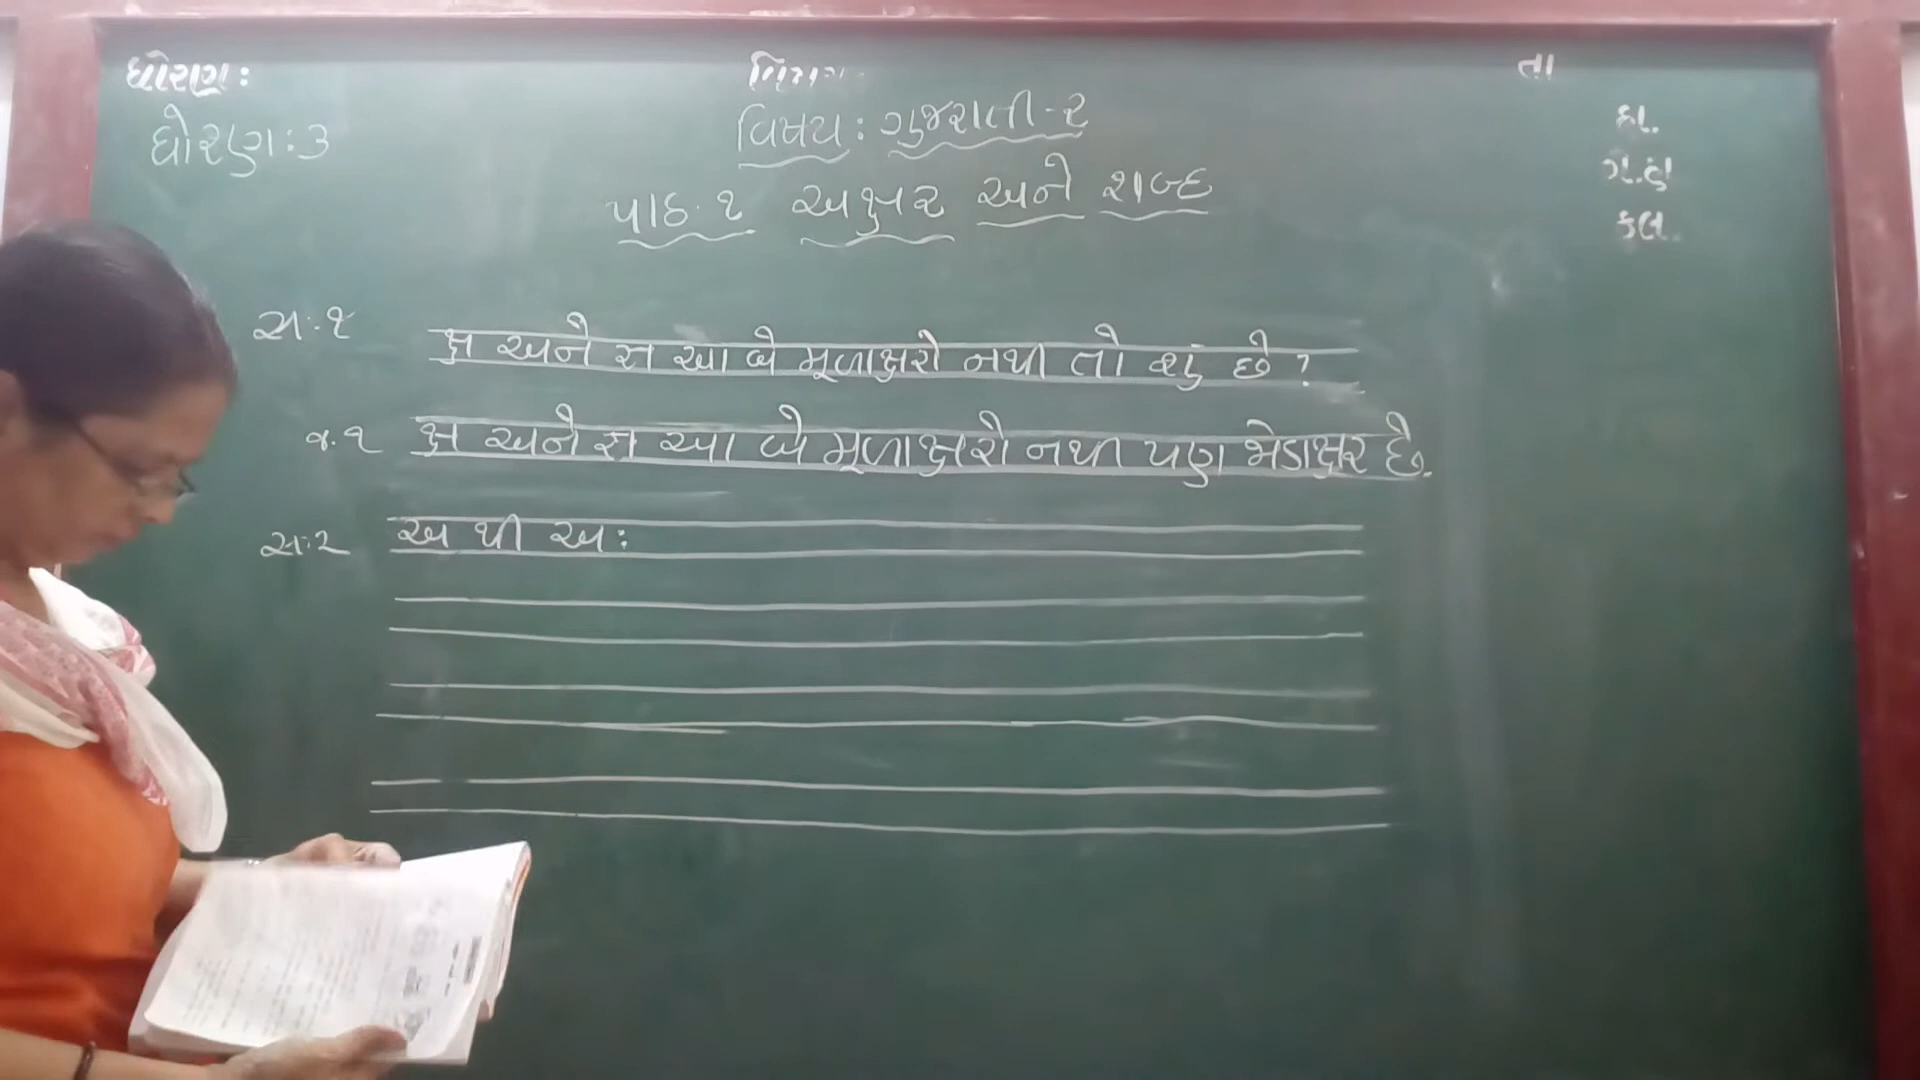 ધોરણ:
તા
ધોરણ:૩
વિષય: ગુજરાતી-૨
પાઠ.૧ અક્ષર અને શબ્દ
હા.
ગે.હા
કુલ.
સ:૧ ક્ષ અને જ્ઞ આ બે મૂળાક્ષરો નથી તો શું છે ?
જ.૧ ક્ષ અને જ્ઞ આ બે મૂળાક્ષરો નથી પણ જોડાક્ષર છે.
સ:૨ અ થી અ: